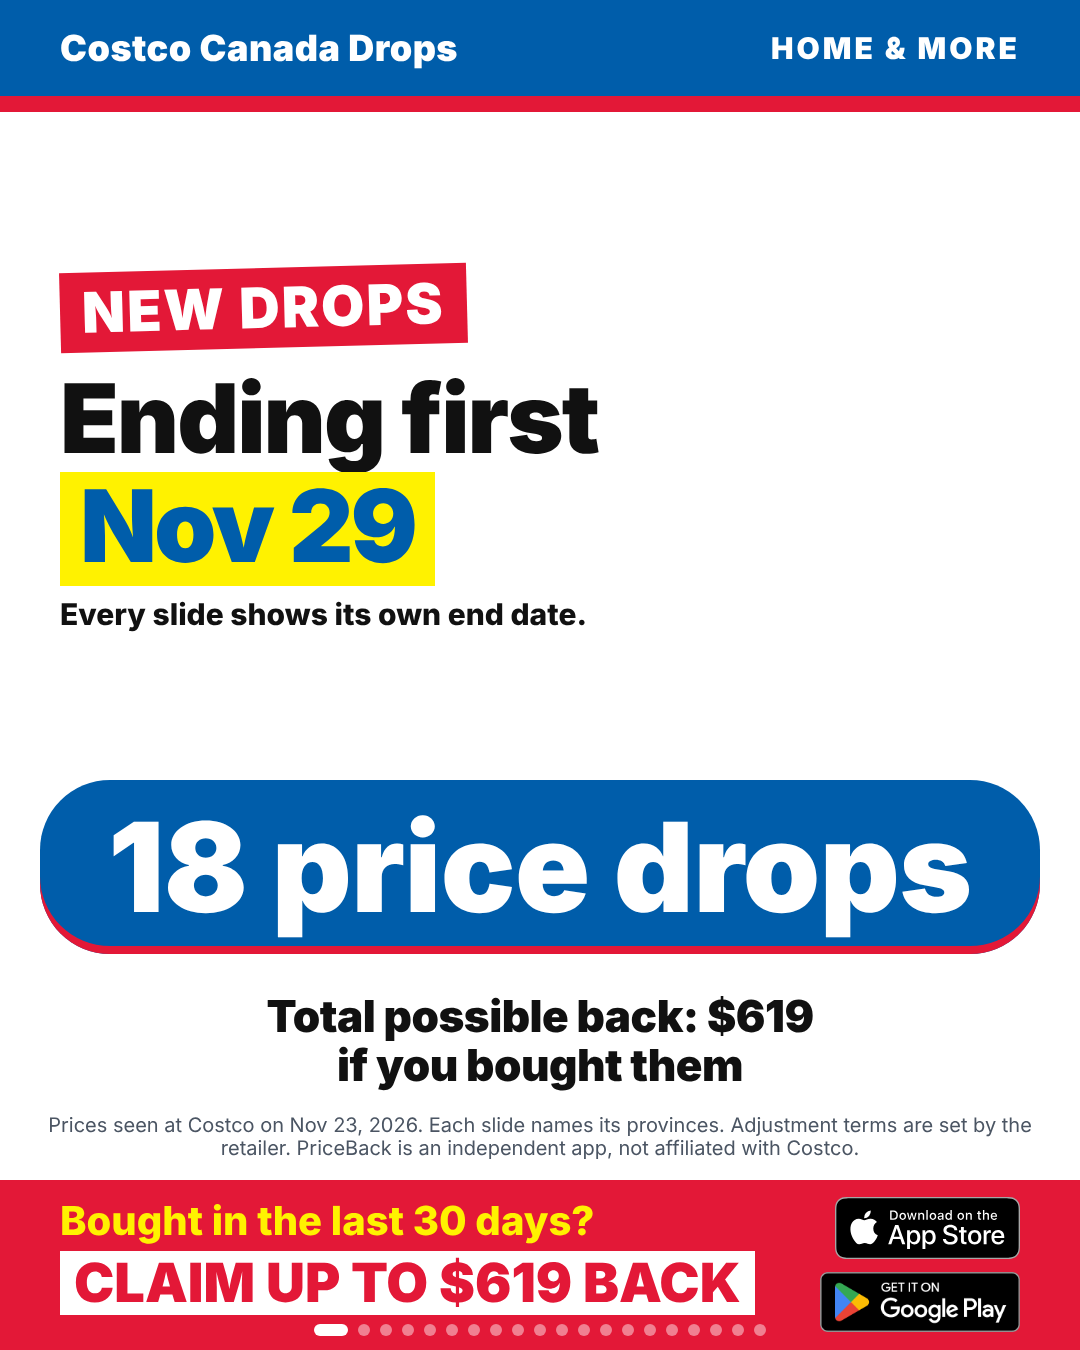 Costco Canada Drops
HOME & MORE
NEW DROPS
Ending first
Nov 29
Every slide shows its own end date.
18 price drops
Total possible back: $619
if you bought them
Prices seen at Costco on Nov 23, 2026. Each slide names its provinces. Adjustment terms are set by the
retailer. PriceBack is an independent app, not affiliated with Costco.
Bought in the last 30 days?
CLAIM UP TO $619 BACK
Download on the
App Store
GET IT ON
Google Play